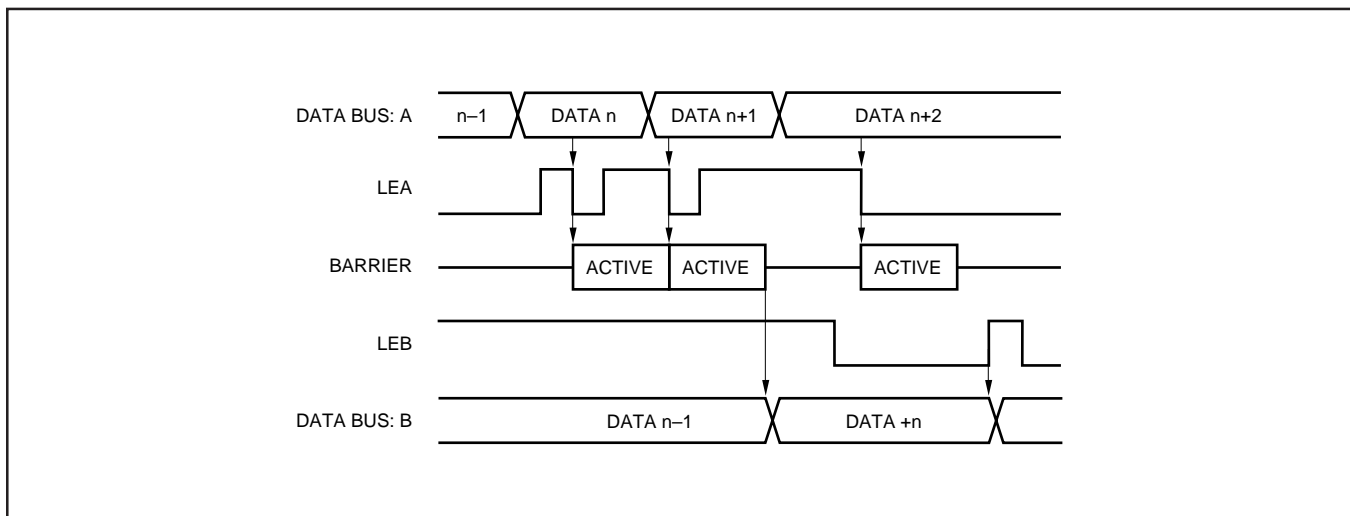 DATA BUS: A n–1 DATA n DATA n+1 DATA n+2
LEA
BARRIER ACTIVE ACTIVE ACTIVE
LEB
DATA BUS: B DATA n–1 DATA +n